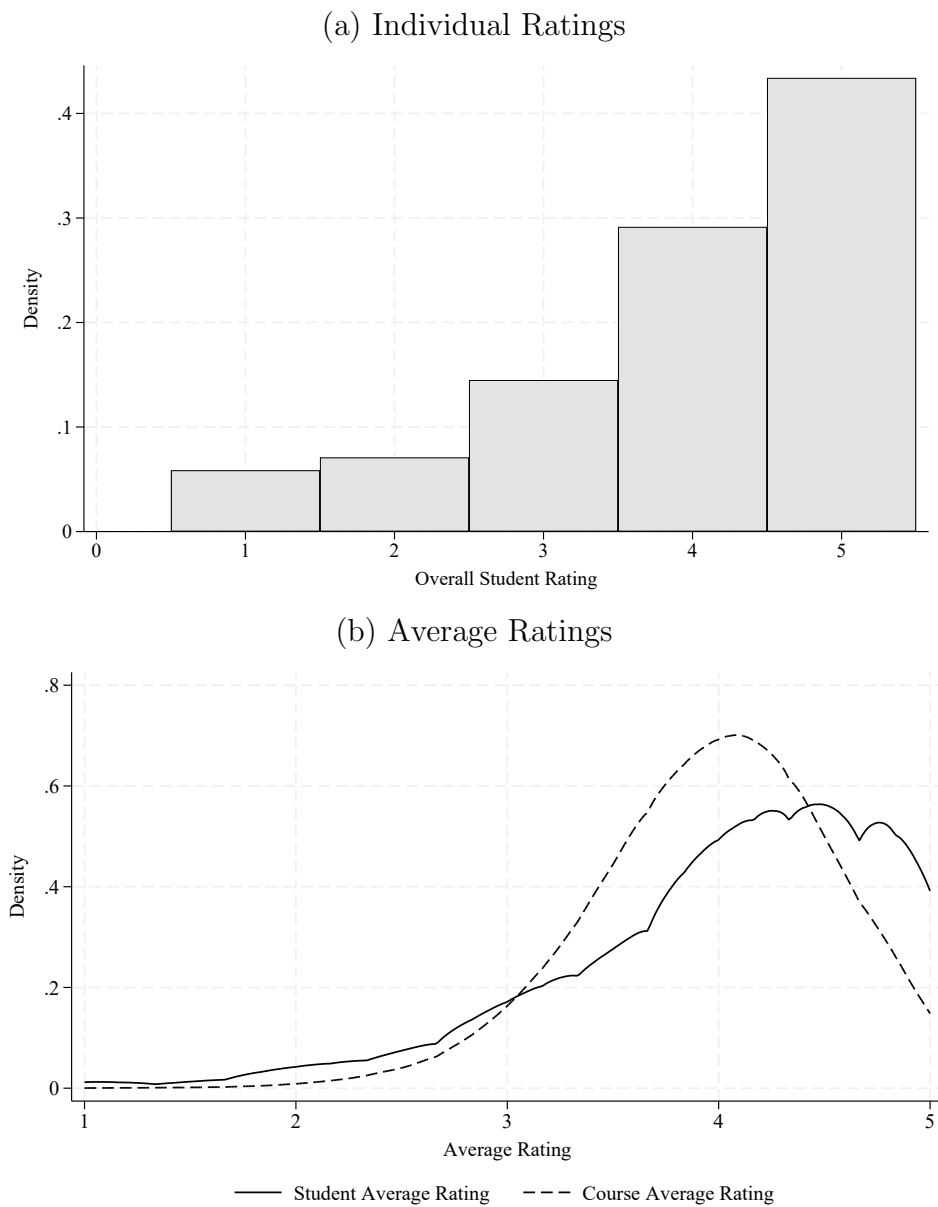 (a) Individual Ratings
.4
.3
.2
.1
0
Density
0 1 2 3 4 5
Overall Student Rating
(b) Average Ratings
.8
.6
.4
.2
0
Density
1 2 3 4 5
Average Rating
Student Average Rating Course Average Rating